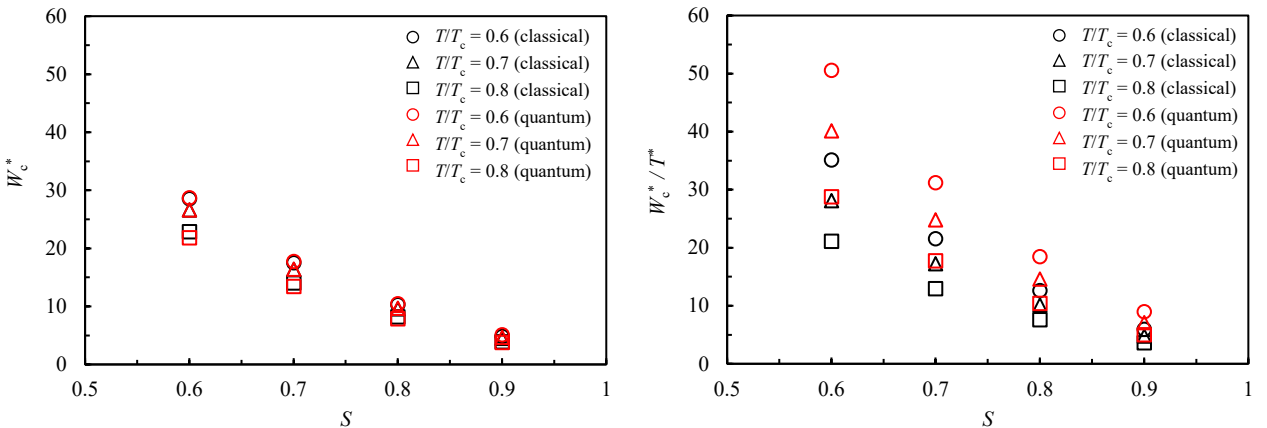 60
50
40
30
20
10
0
0.5
0.6
0.7
0.8
0.9
1
W_c^*
S
T/T_c = 0.6 (classical)
T/T_c = 0.7 (classical)
T/T_c = 0.8 (classical)
T/T_c = 0.6 (quantum)
T/T_c = 0.7 (quantum)
T/T_c = 0.8 (quantum)
60
50
40
30
20
10
0
0.5
0.6
0.7
0.8
0.9
1
W_c^* / T^*
S
T/T_c = 0.6 (classical)
T/T_c = 0.7 (classical)
T/T_c = 0.8 (classical)
T/T_c = 0.6 (quantum)
T/T_c = 0.7 (quantum)
T/T_c = 0.8 (quantum)